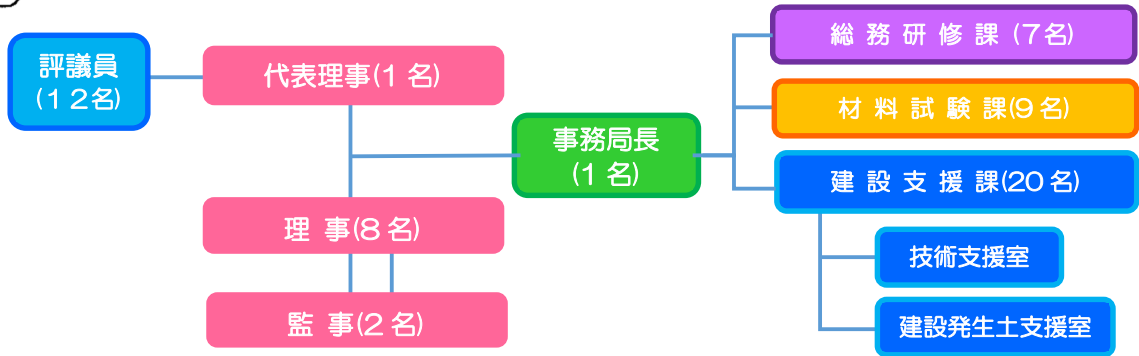 評議員
(12名)
代表理事(1名)
理 事(8名)
監 事(2名)
事務局長
(1名)
総 務 研 修 課 (7名)
材 料 試 験 課(9名)
建 設 支 援 課(20名)
技術支援室
建設発生土支援室